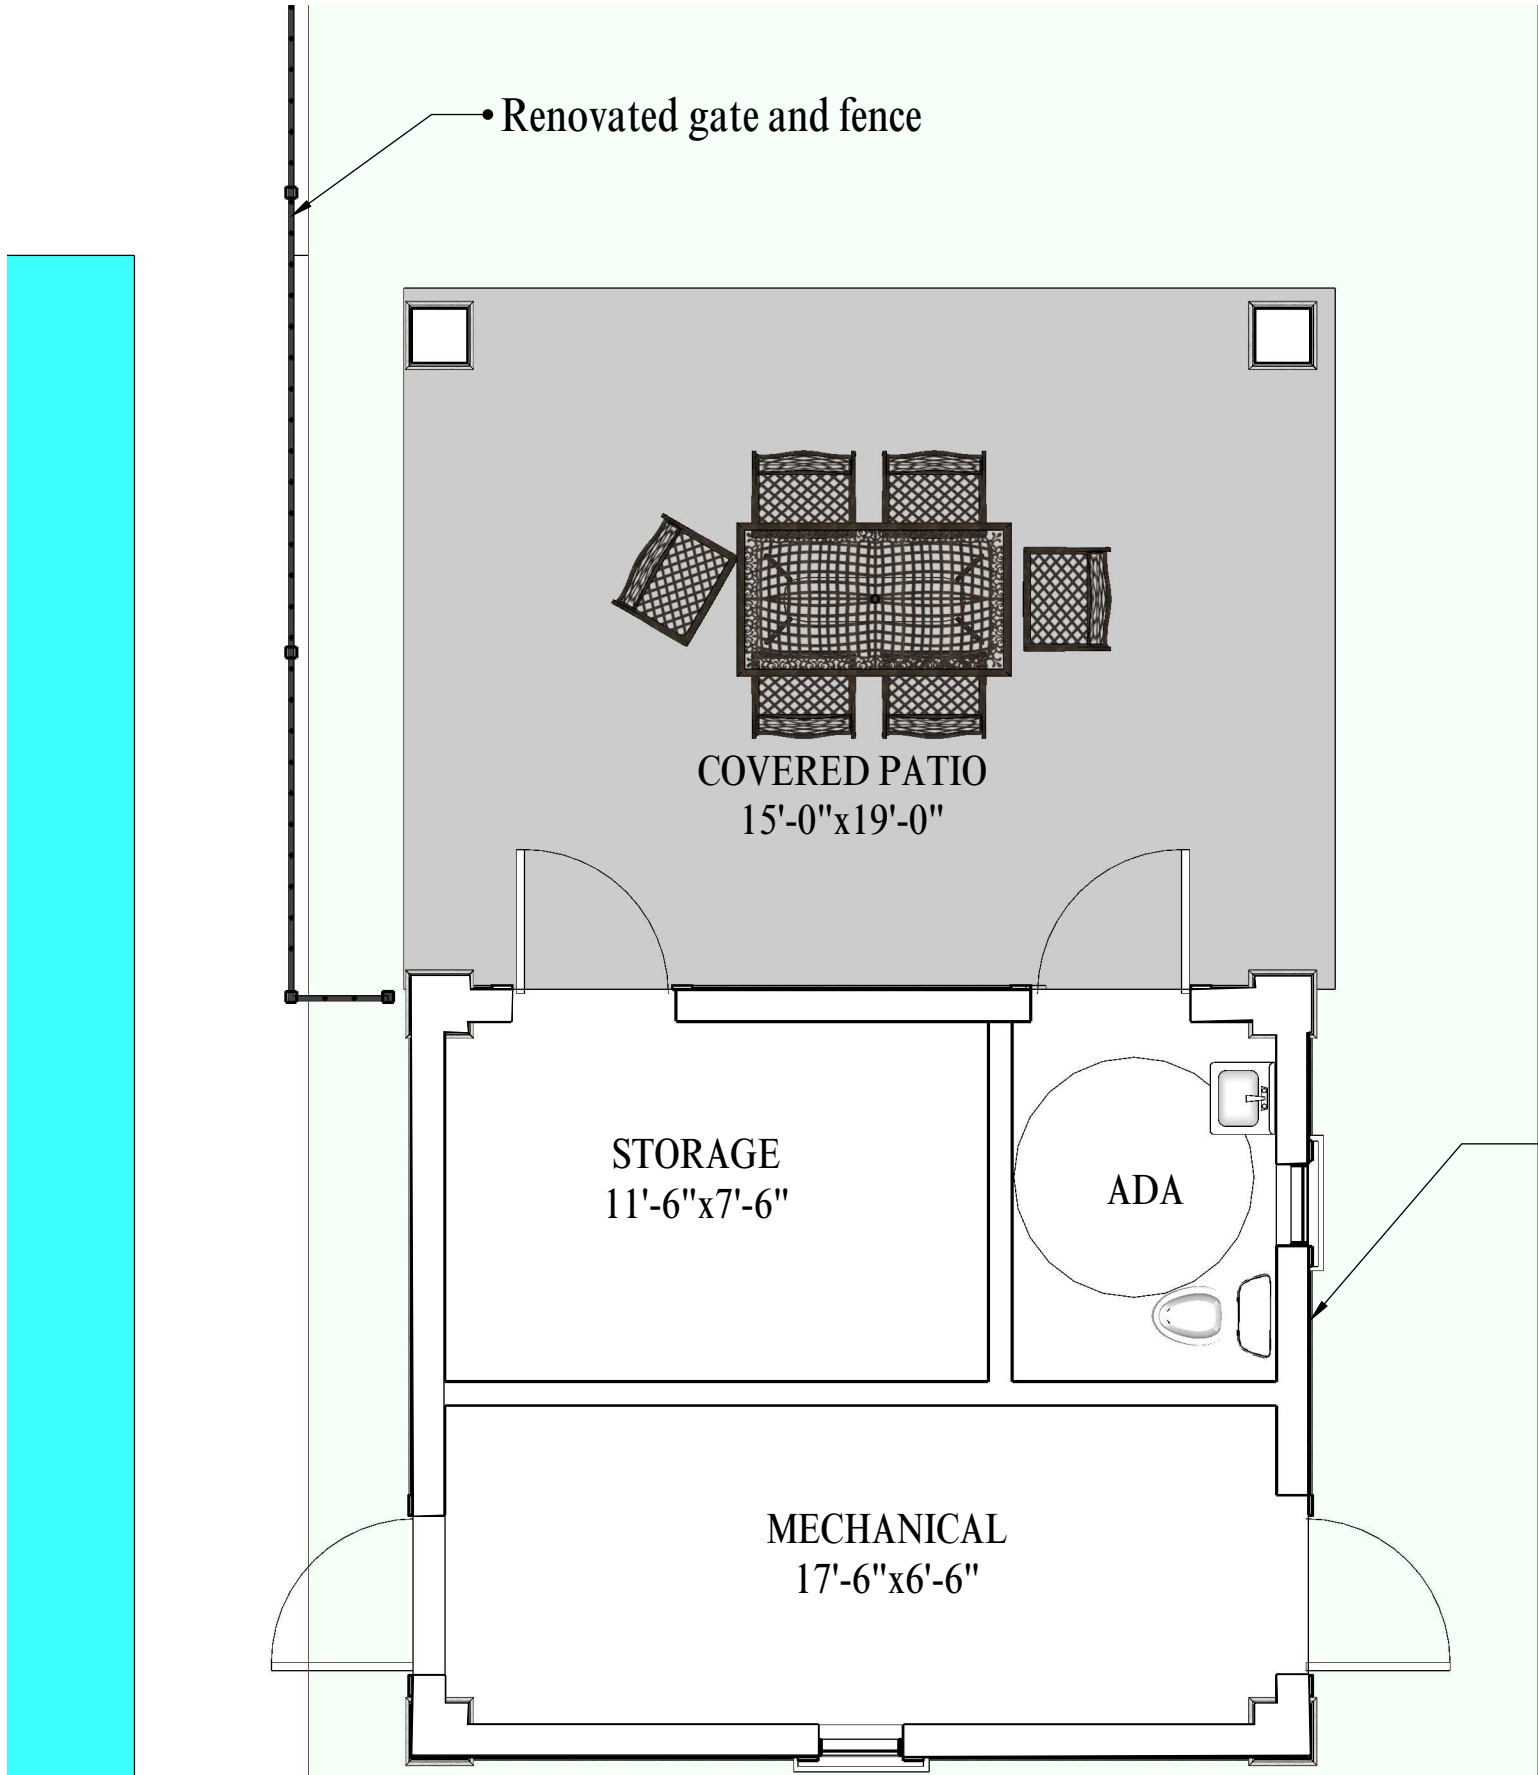 Renovated gate and fence
COVERED PATIO
15'-0"x19'-0"
STORAGE
11'-6"x7'-6"
ADA
MECHANICAL
17'-6"x6'-6"